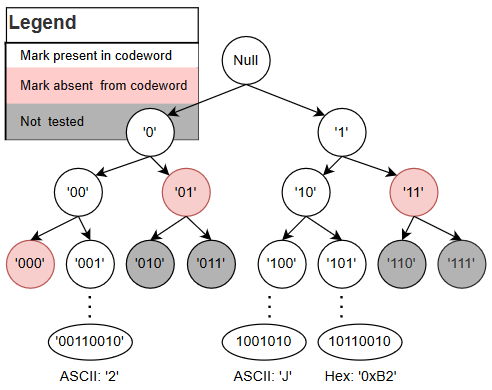 Legend
Mark present in codeword
Mark absent from codeword
Not tested
Null
'0' '1'
'00' '01' '10' '11'
'000' '001' '010' '011' '100' '101' '110' '111'
'00110010' 1001010 10110010
ASCII: '2' ASCII: 'J' Hex: '0xB2'